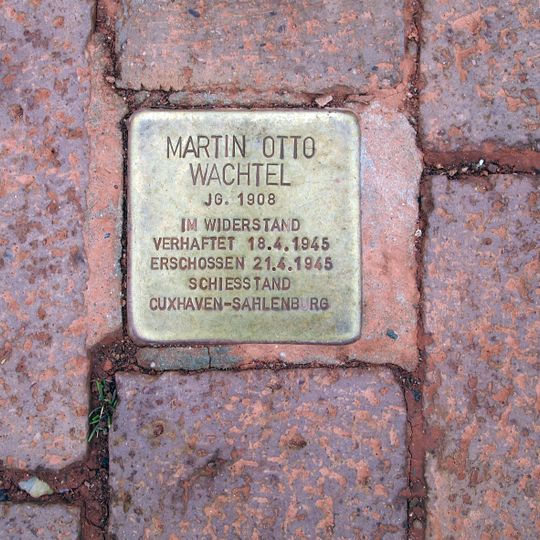 MARTIN OTTO
WACHTEL
JG. 1908
IM WIDERSTAND
VERHAFTET 18.4.1945
ERSCHOSSEN 21.4.1945
SCHIESSTAND
CUXHAVEN-SAHLENBURG